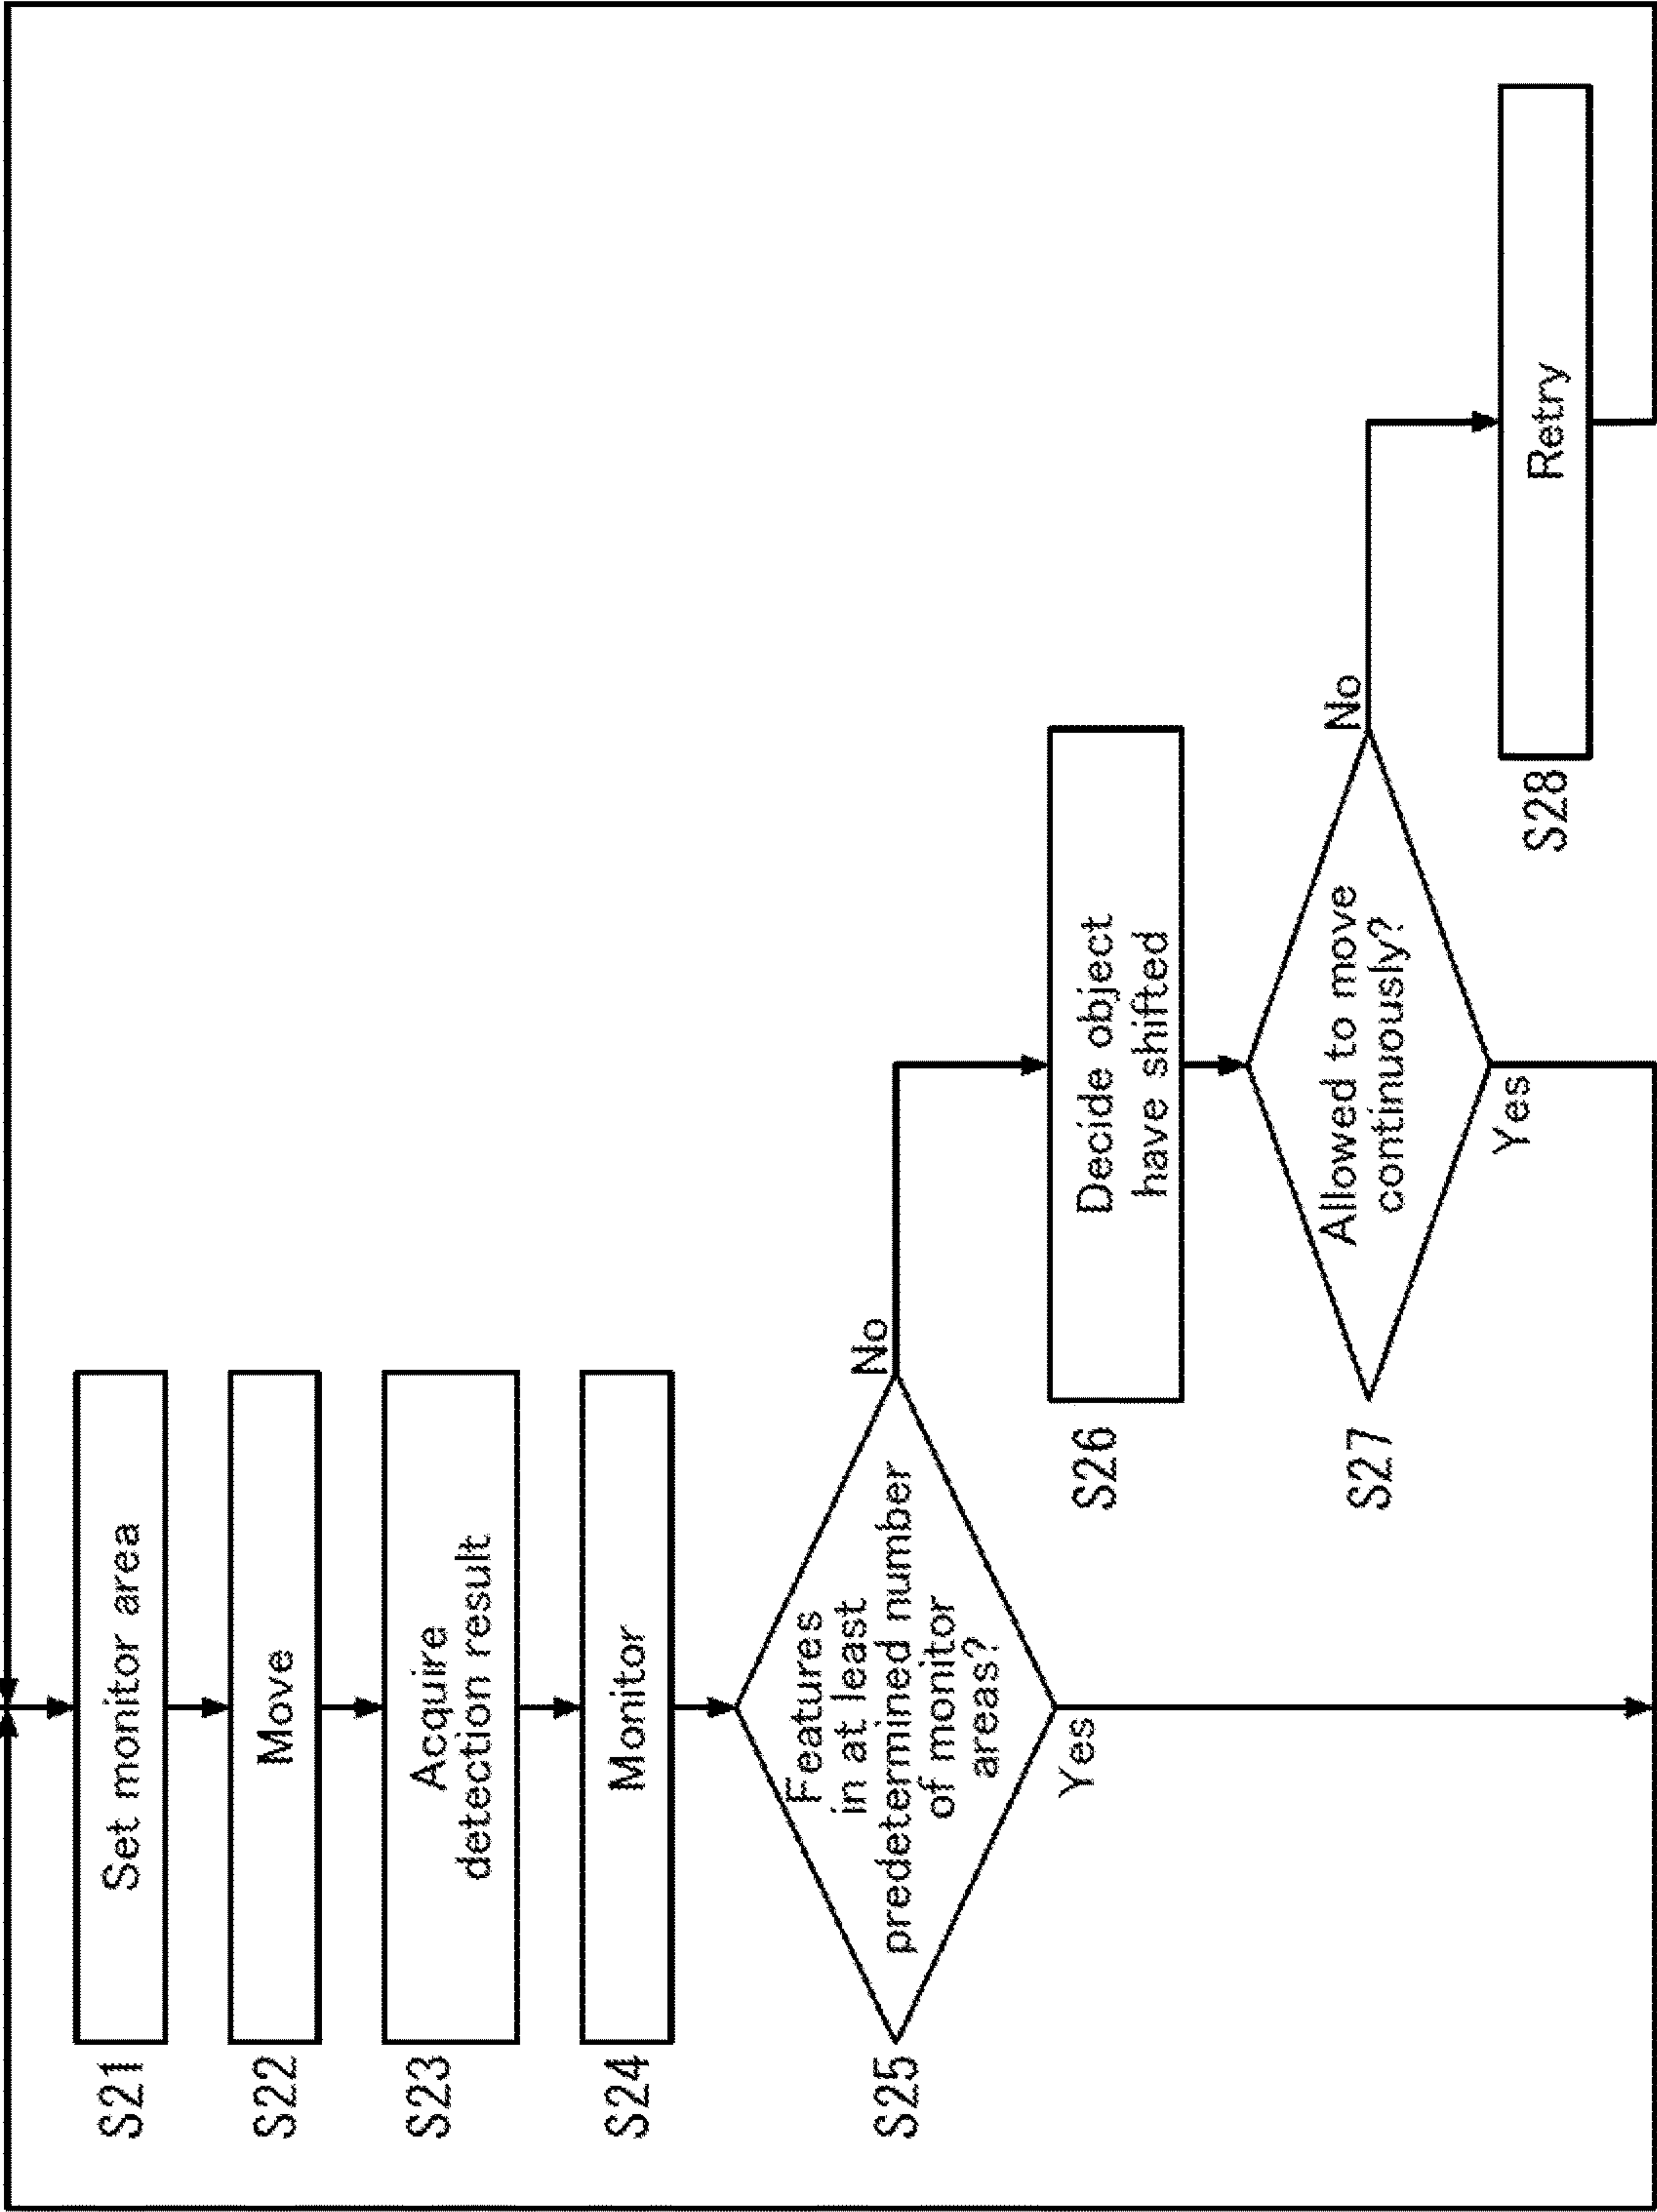 S21
Set monitor area
S22
Move
S23
Acquire
detection result
S24
Monitor
S25
Features
in at least
predetermined number
of monitor
areas?
No
Yes
S26
Decide object
have shifted
S27
Allowed to move
continuously?
No
Yes
S28
Retry